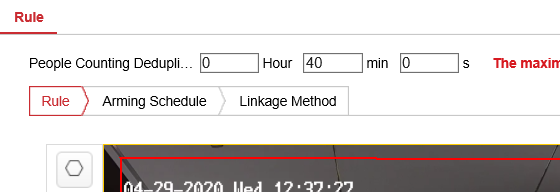 Rule
People Counting Dedupli... 0 Hour 40 min 0 s The maxim
Rule Arming Schedule Linkage Method
04-29-2020 Wed 12:37:27